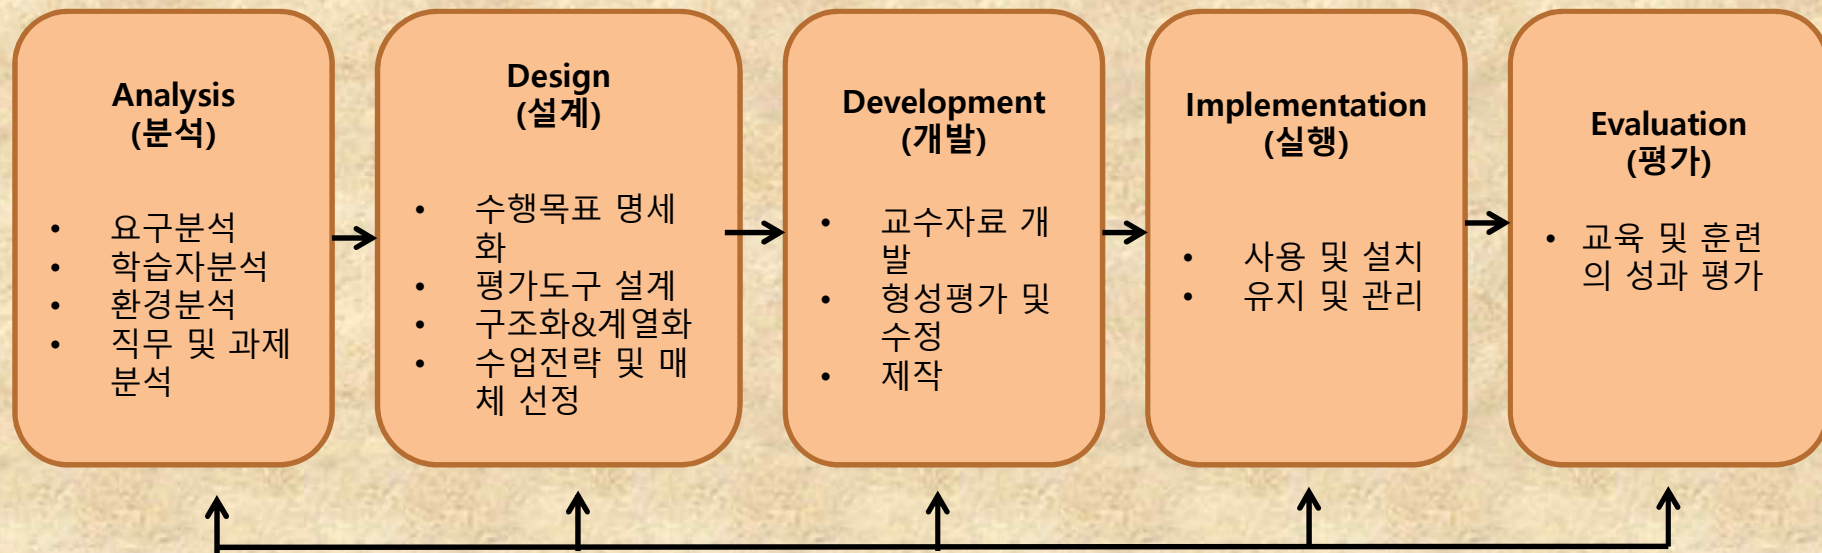 Analysis
(분석)
• 요구분석
• 학습자분석
• 환경분석
• 직무 및 과제
분석
Design
(설계)
• 수행목표 명세
화
• 평가도구 설계
• 구조화&계열화
• 수업전략 및 매
체 선정
Development
(개발)
• 교수자료 개
발
• 형성평가 및
수정
• 제작
Implementation
(실행)
• 사용 및 설치
• 유지 및 관리
Evaluation
(평가)
• 교육 및 훈련
의 성과 평가